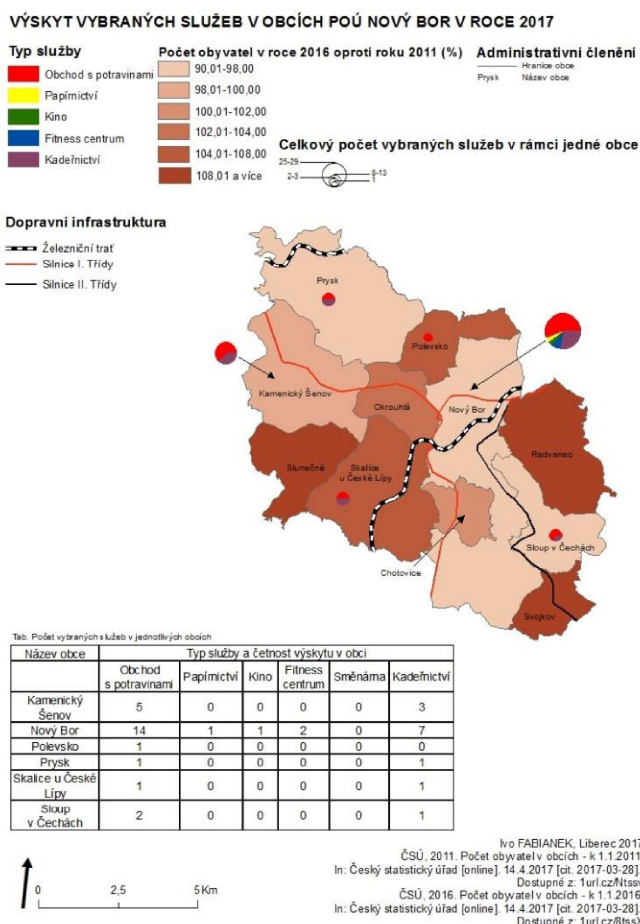 VÝSKYT VYBRANÝCH SLUŽEB V OBCÍCH POÚ NOVÝ BOR V ROCE 2017
Typ služby
Obchod s potravinami
Papírnictví
Kino
Fitness centrum
Kadeřnictví
Počet obyvatel v roce 2016 oproti roku 2011 (%)
90,01-98,00
98,01-100,00
100,01-102,00
102,01-104,00
104,01-108,00
108,01 a více
Administrativní členění
Hranice obce
Prysk Název obce
Celkový počet vybraných služeb v rámci jedné obce
25-29
2-3
8-13
1
Dopravní infrastruktura
Železniční trať
Silnice I. Třídy
Silnice II. Třídy
Prysk
Polevsko
Kamenický Šenov
Okrouhlá
Nový Bor
Slunečná
Skalice
u České Lípy
Radvanec
Sloup v Čechách
Chotovice
Svojkov
Tab. Počet vybraných služeb v jednotlivých obcích
Název obce Typ služby a četnost výskytu v obci
Obchod s potravinami Papírnictví Kino Fitness centrum Směnárna Kadeřnictví
Kamenický Šenov 5 0 0 0 0 3
Nový Bor 14 1 1 2 0 7
Polevsko 1 0 0 0 0 0
Prysk 1 0 0 0 0 1
Skalice u České Lípy 1 0 0 0 0 1
Sloup v Čechách 2 0 0 0 0 1
0 2,5 5 Km
Ivo FABIANEK, Liberec 2017
ČSÚ, 2011. Počet obyvatel v obcích - k 1.1.2011
In: Český statistický úřad [online]. 14.4.2017 [cit. 2017-03-28].
Dostupné z: 1url.cz/Ntssv
ČSÚ, 2016. Počet obyvatel v obcích - k 1.1.2016
In: Český statistický úřad [online]. 14.4.2017 [cit. 2017-03-28].
Dostupné z: